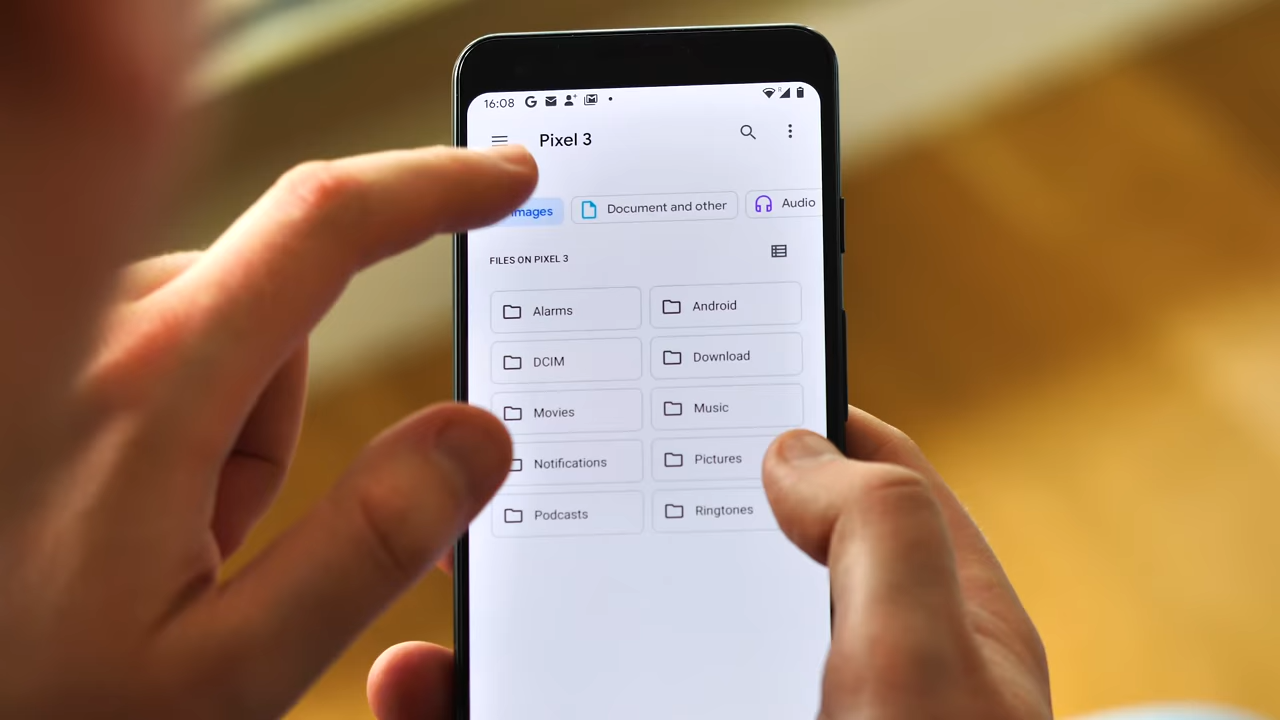 16:08
Pixel 3
Images Document and other Audio
FILES ON PIXEL 3
Alarms Android
DCIM Download
Movies Music
Notifications Pictures
Podcasts Ringtones